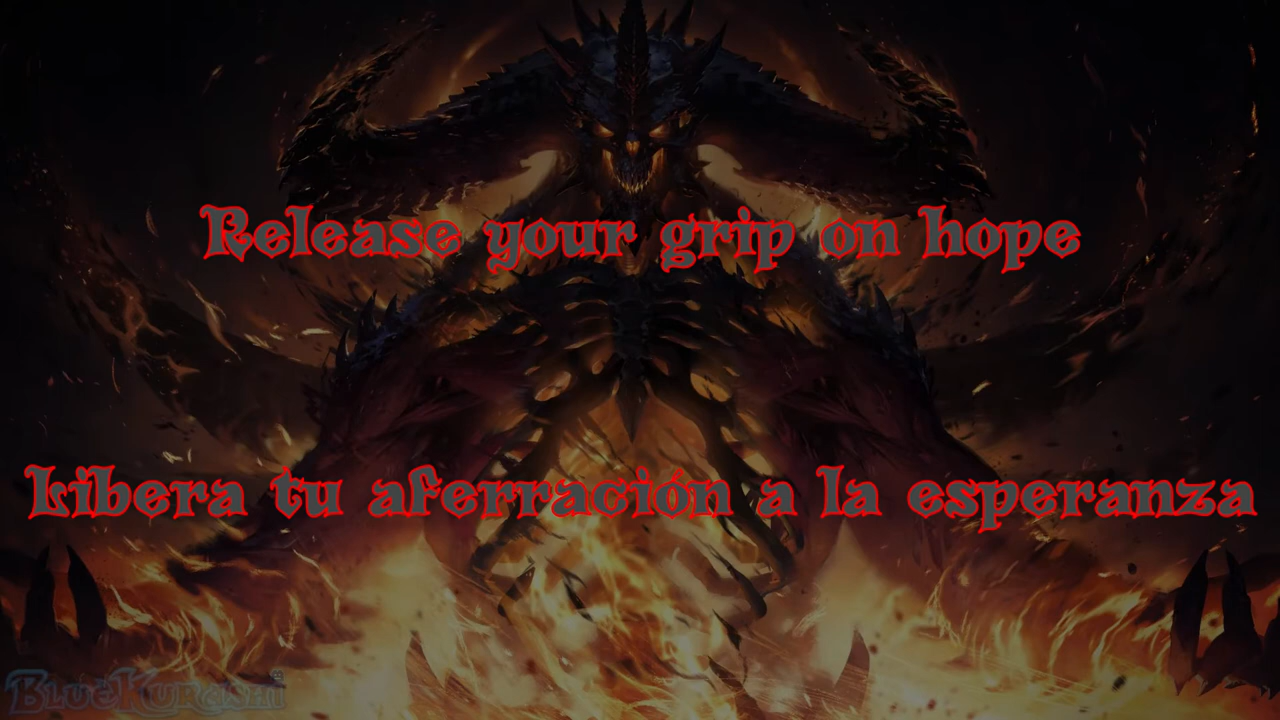 Release your grip on hope
Libera tu aferración a la esperanza
BlueKurashi